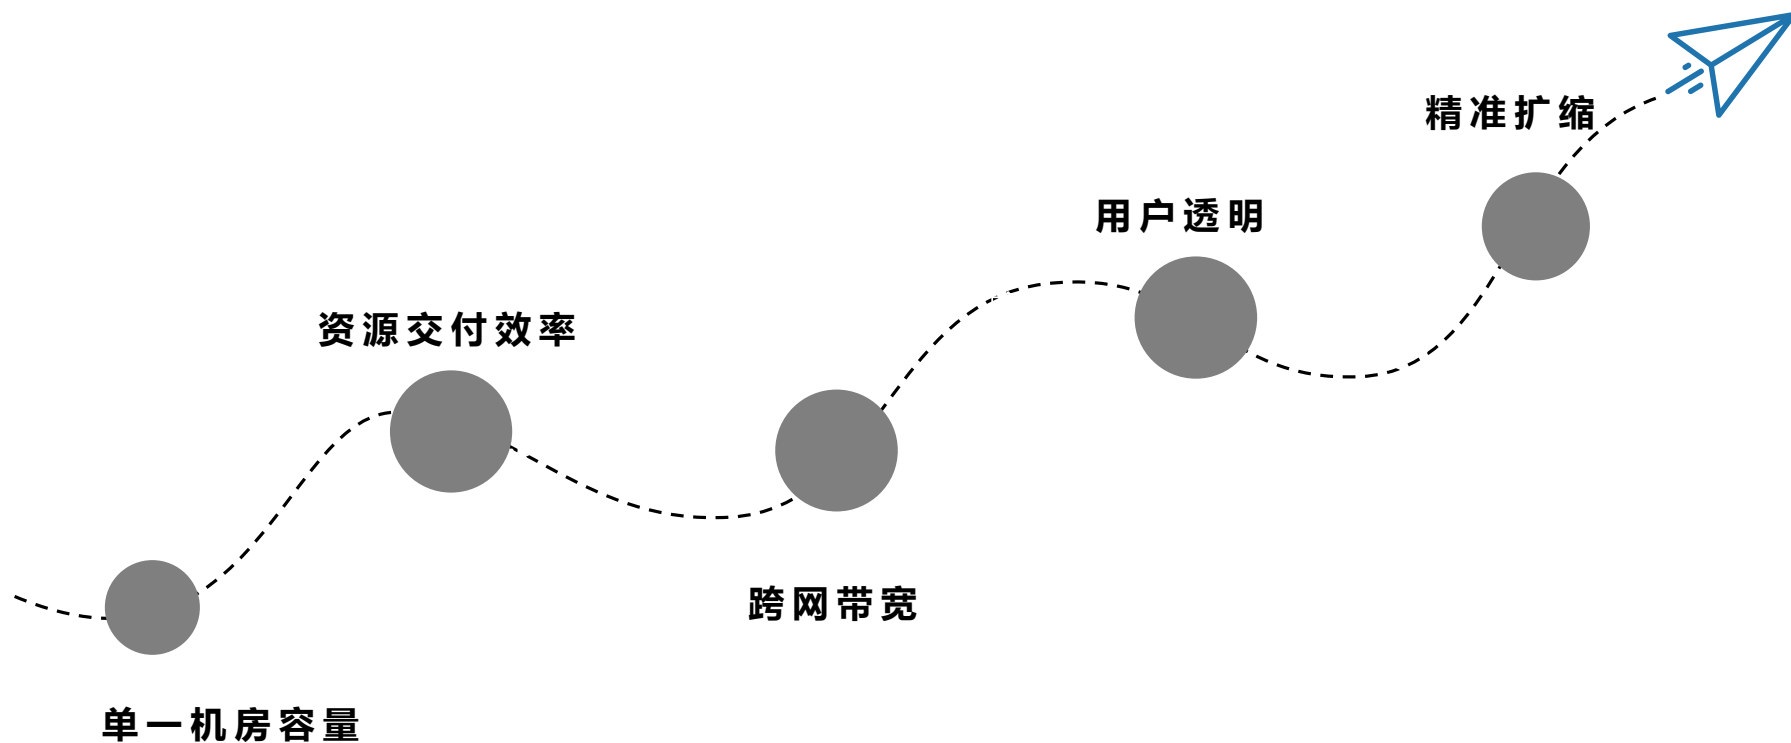 精准扩缩
用户透明
资源交付效率
跨网带宽
单一机房容量